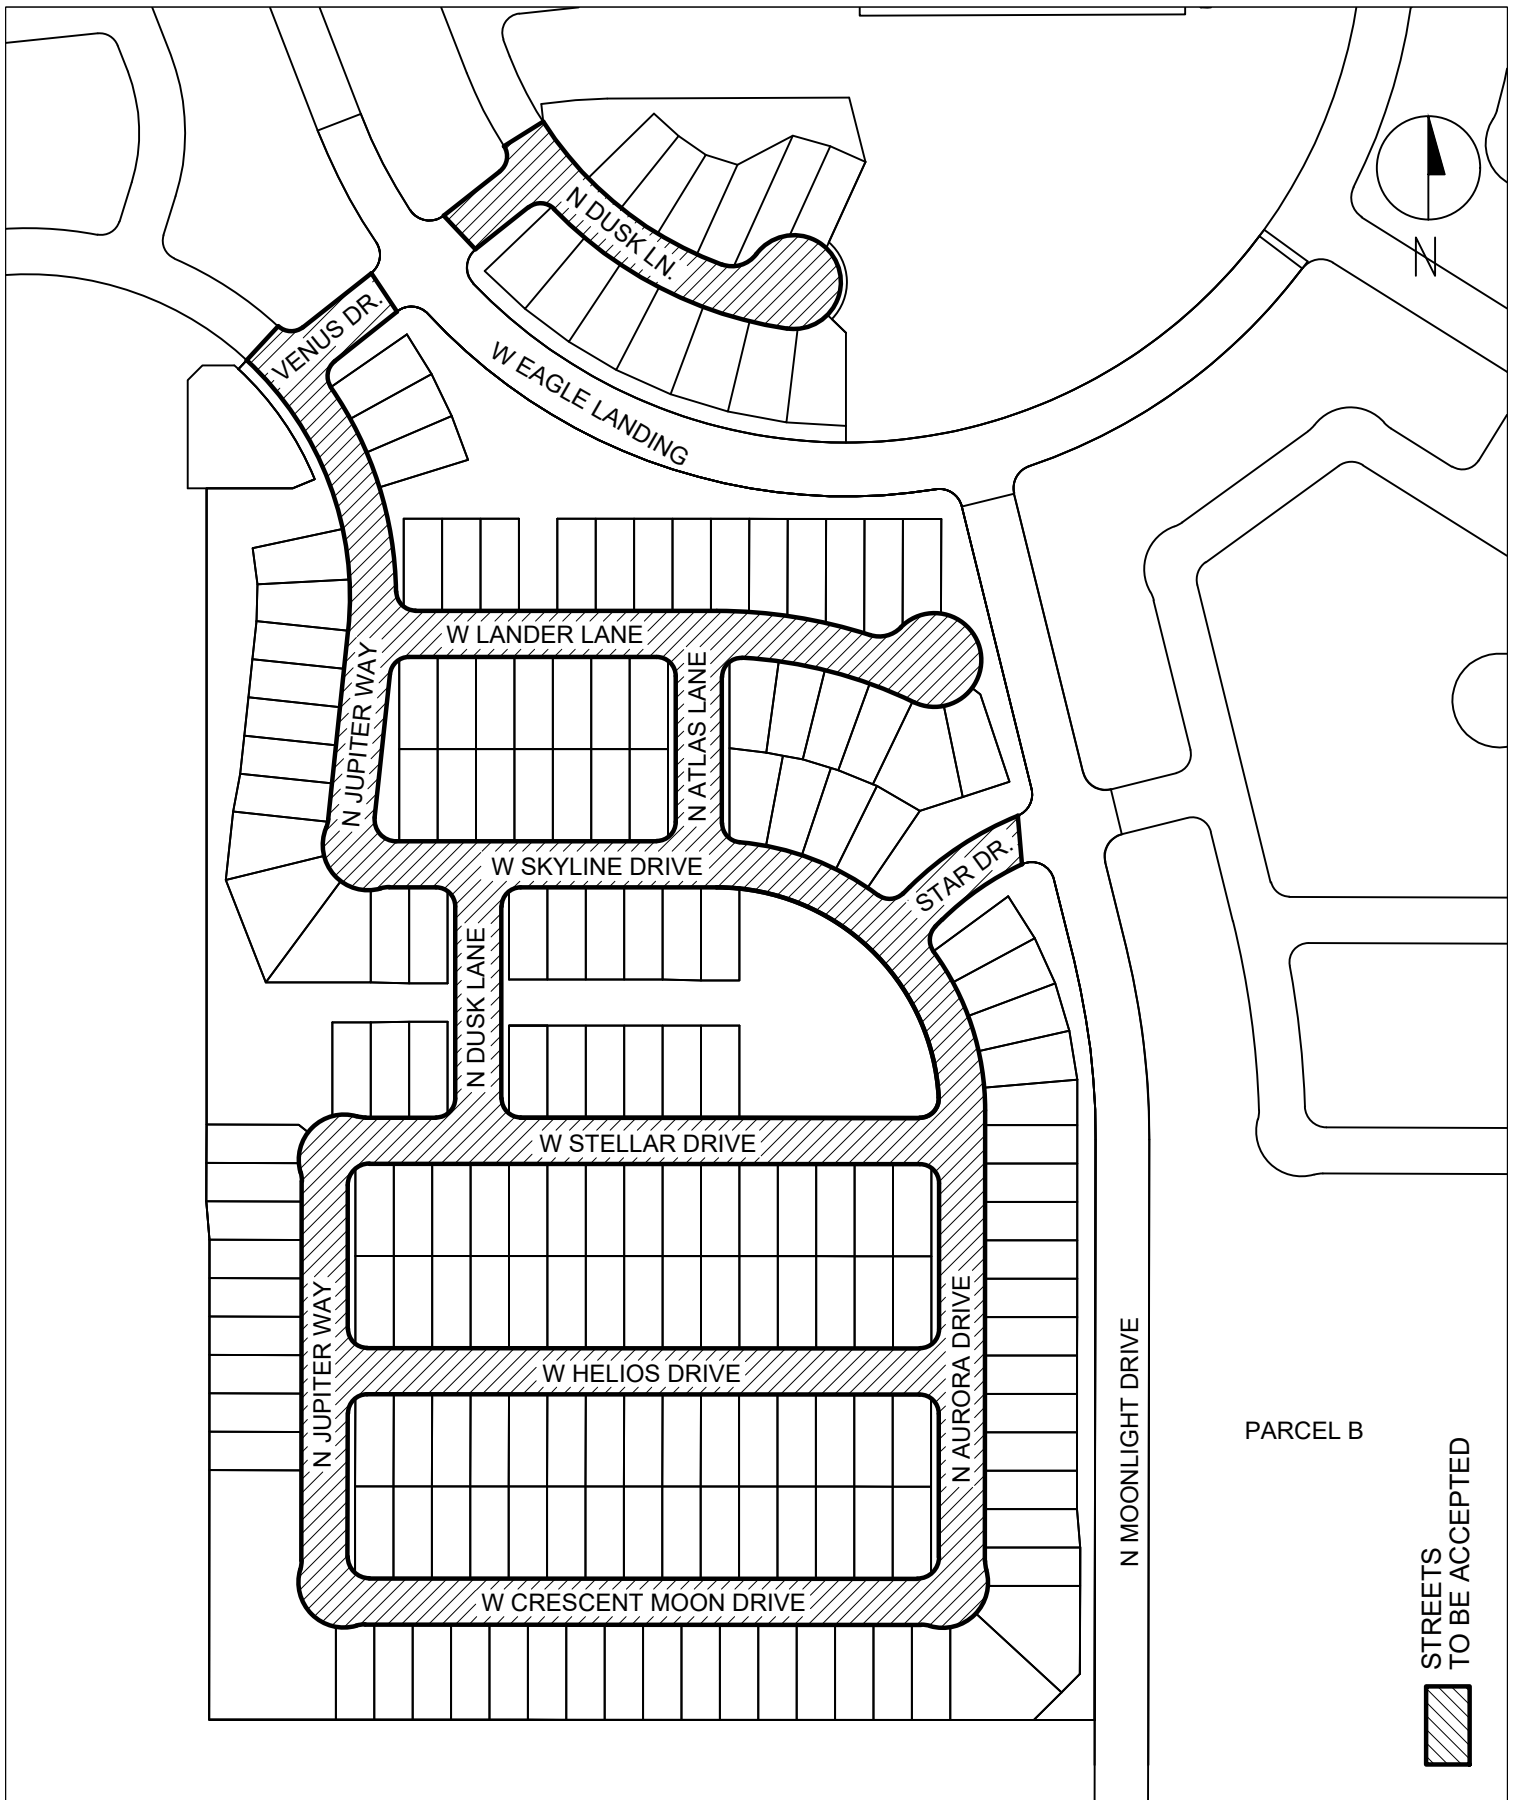 N DUSK LN.
N
VENUS DR.
W EAGLE LANDING
W LANDER LANE
N JUPITER WAY
N ATLAS LANE
W SKYLINE DRIVE
STAR DR.
N DUSK LANE
W STELLAR DRIVE
N JUPITER WAY
W HELIOS DRIVE
N AURORA DRIVE
N MOONLIGHT DRIVE
PARCEL B
W CRESCENT MOON DRIVE
STREETS
TO BE ACCEPTED